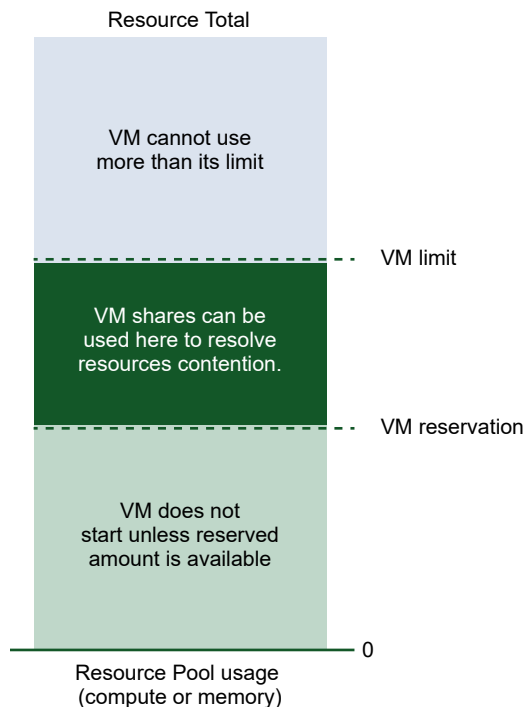 Resource Total
VM cannot use
more than its limit
VM limit
VM shares can be
used here to resolve
resources contention.
VM reservation
VM does not
start unless reserved
amount is available
0
Resource Pool usage
(compute or memory)